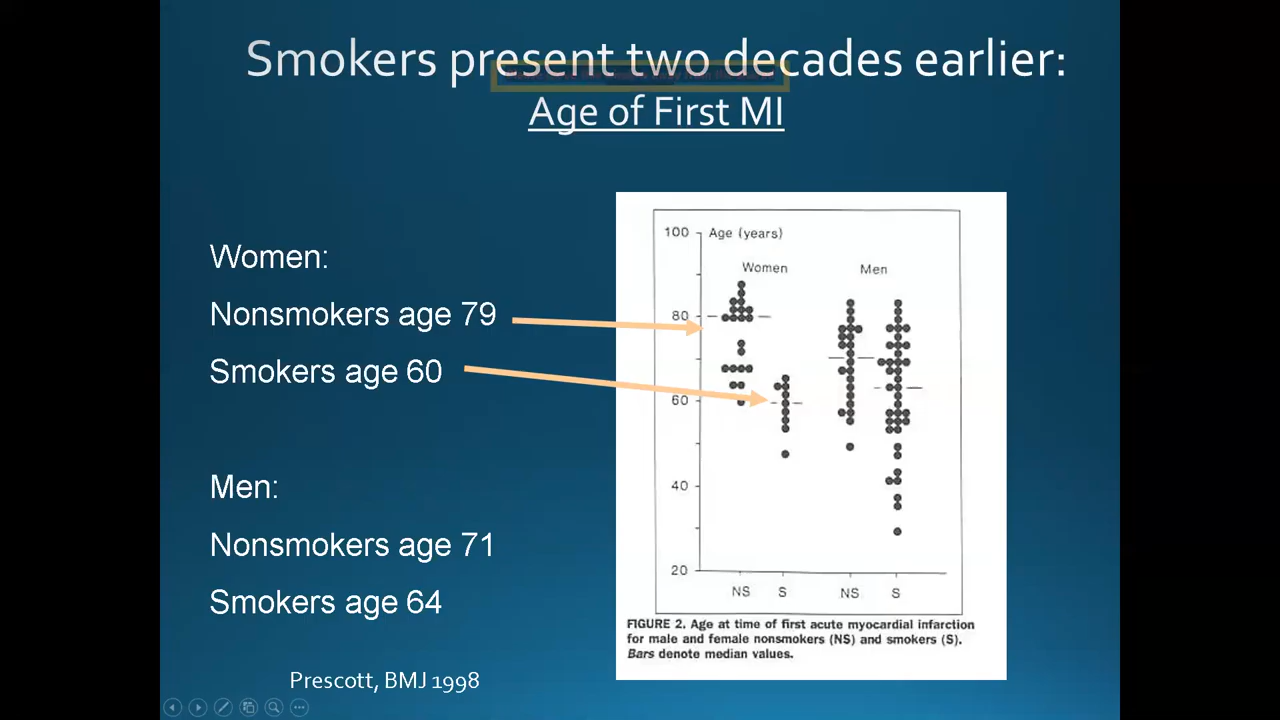 Smokers present two decades earlier:
Age of First MI
Women:
Nonsmokers age 79
Smokers age 60
Men:
Nonsmokers age 71
Smokers age 64
Prescott, BMJ 1998
100
Age (years)
Women
Men
80
60
40
20
NS
S
NS
S
FIGURE 2. Age at time of first acute myocardial infarction
for male and female nonsmokers (NS) and smokers (S).
Bars denote median values.